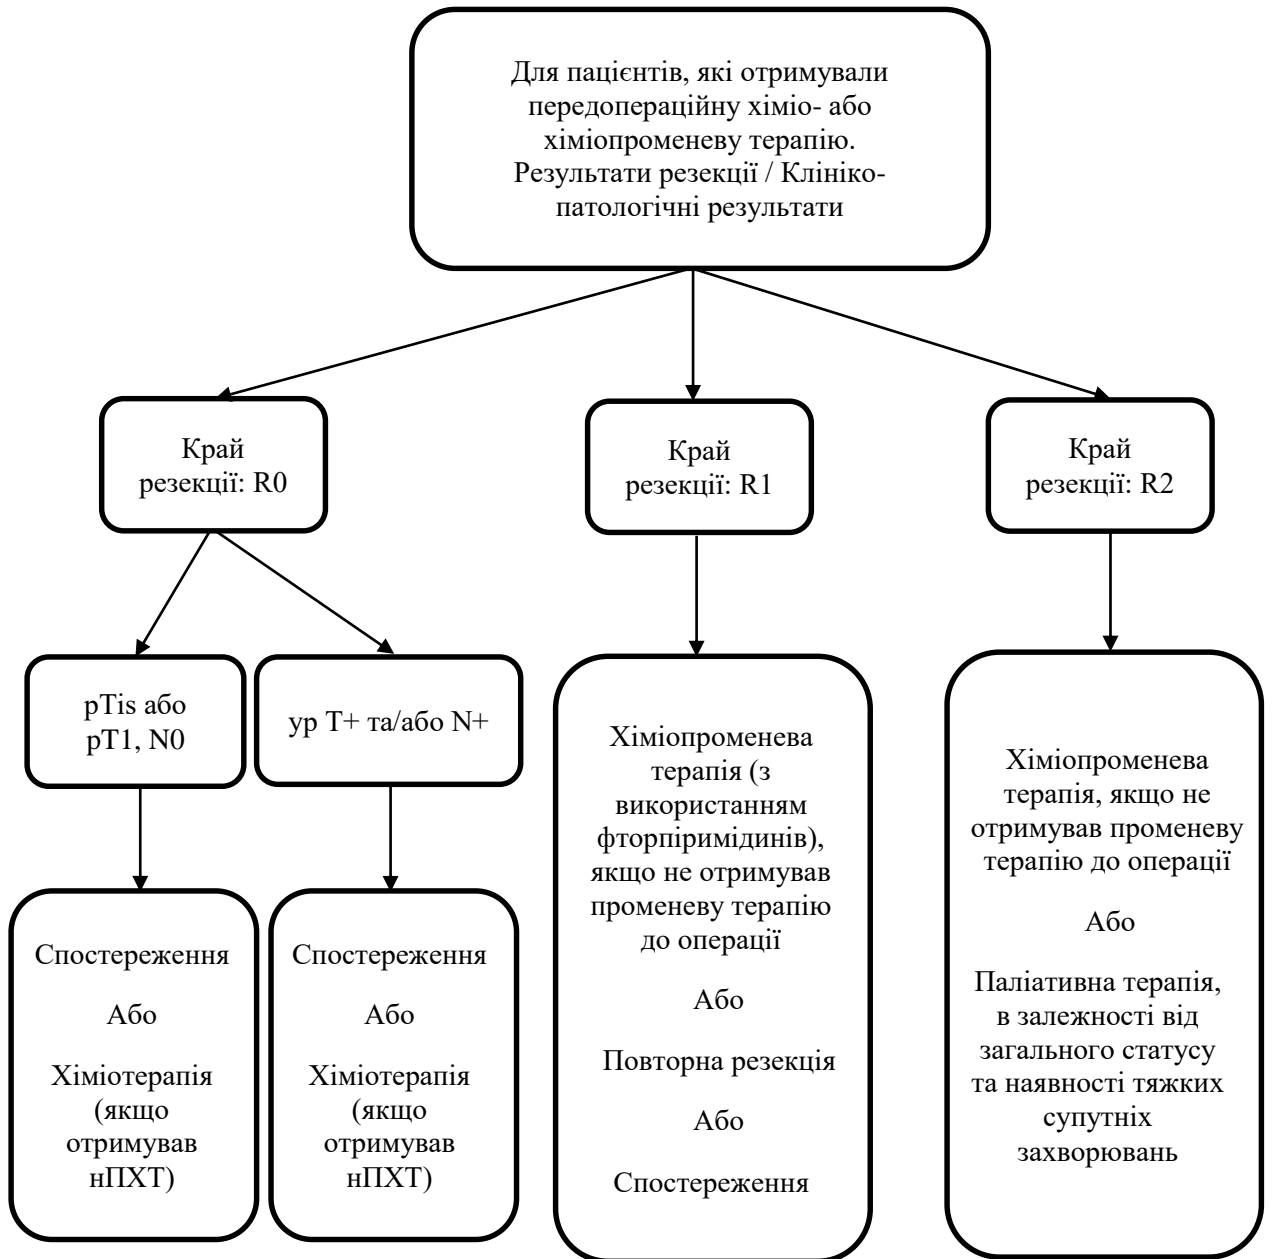 Для пацієнтів, які отримували
передопераційну хіміо- або
хіміопроменеву терапію.
Результати резекції / Клініко-
патологічні результати
Край
резекції: R0
Край
резекції: R1
Край
резекції: R2
pTis або
pT1, N0
ур T+ та/або N+
Спостереження
Або
Хіміотерапія
(якщо
отримував
нПХТ)
Спостереження
Або
Хіміотерапія
(якщо
отримував
нПХТ)
Хіміопроменева
терапія (з
використанням
фторпіримідинів),
якщо не отримував
променеву терапію
до операції
Або
Повторна резекція
Або
Спостереження
Хіміопроменева
терапія, якщо не
отримував променеву
терапію до операції
Або
Паліативна терапія,
в залежності від
загального статусу
та наявності тяжких
супутніх
захворювань